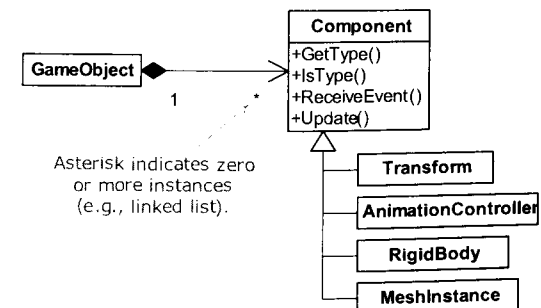 Component
+GetType()
+IsType()
+ReceiveEvent()
+Update()
GameObject
1
*
Asterisk indicates zero
or more instances
(e.g., linked list).
Transform
AnimationController
RigidBody
MeshInstance